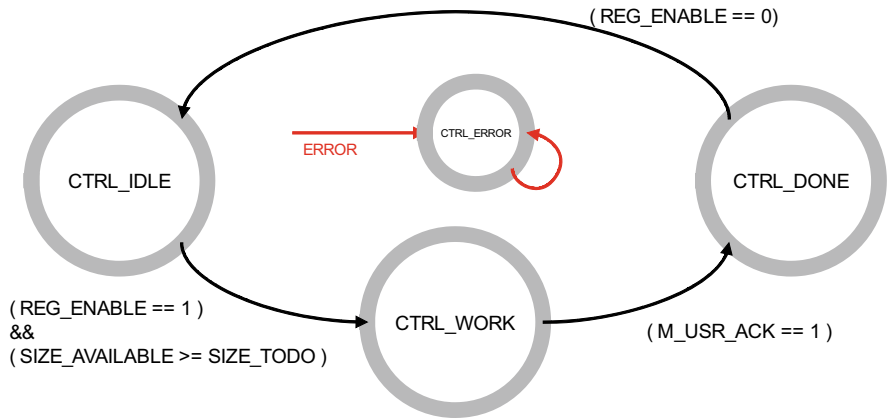 ( REG_ENABLE == 0)
CTRL_ERROR
ERROR
CTRL_IDLE
CTRL_DONE
( REG_ENABLE == 1 )
&&
( SIZE_AVAILABLE >= SIZE_TODO )
CTRL_WORK
( M_USR_ACK == 1 )